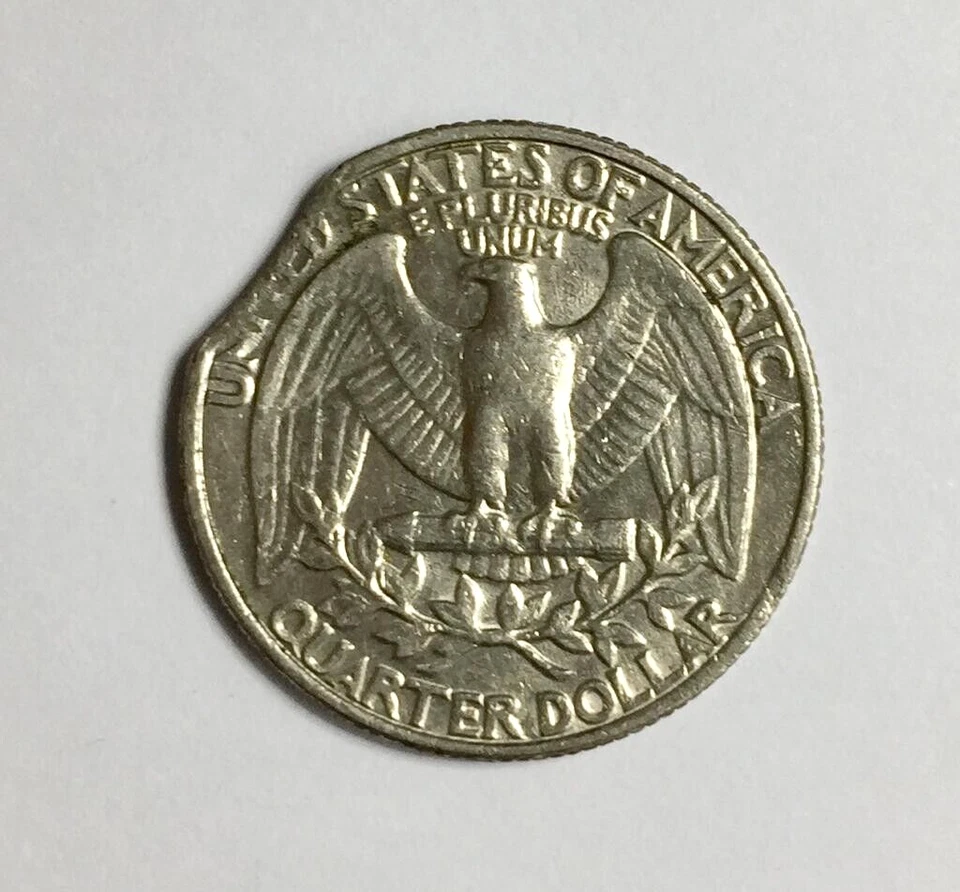 UNITED STATES OF AMERICA
E PLURIBUS
UNUM
QUARTER DOLLAR